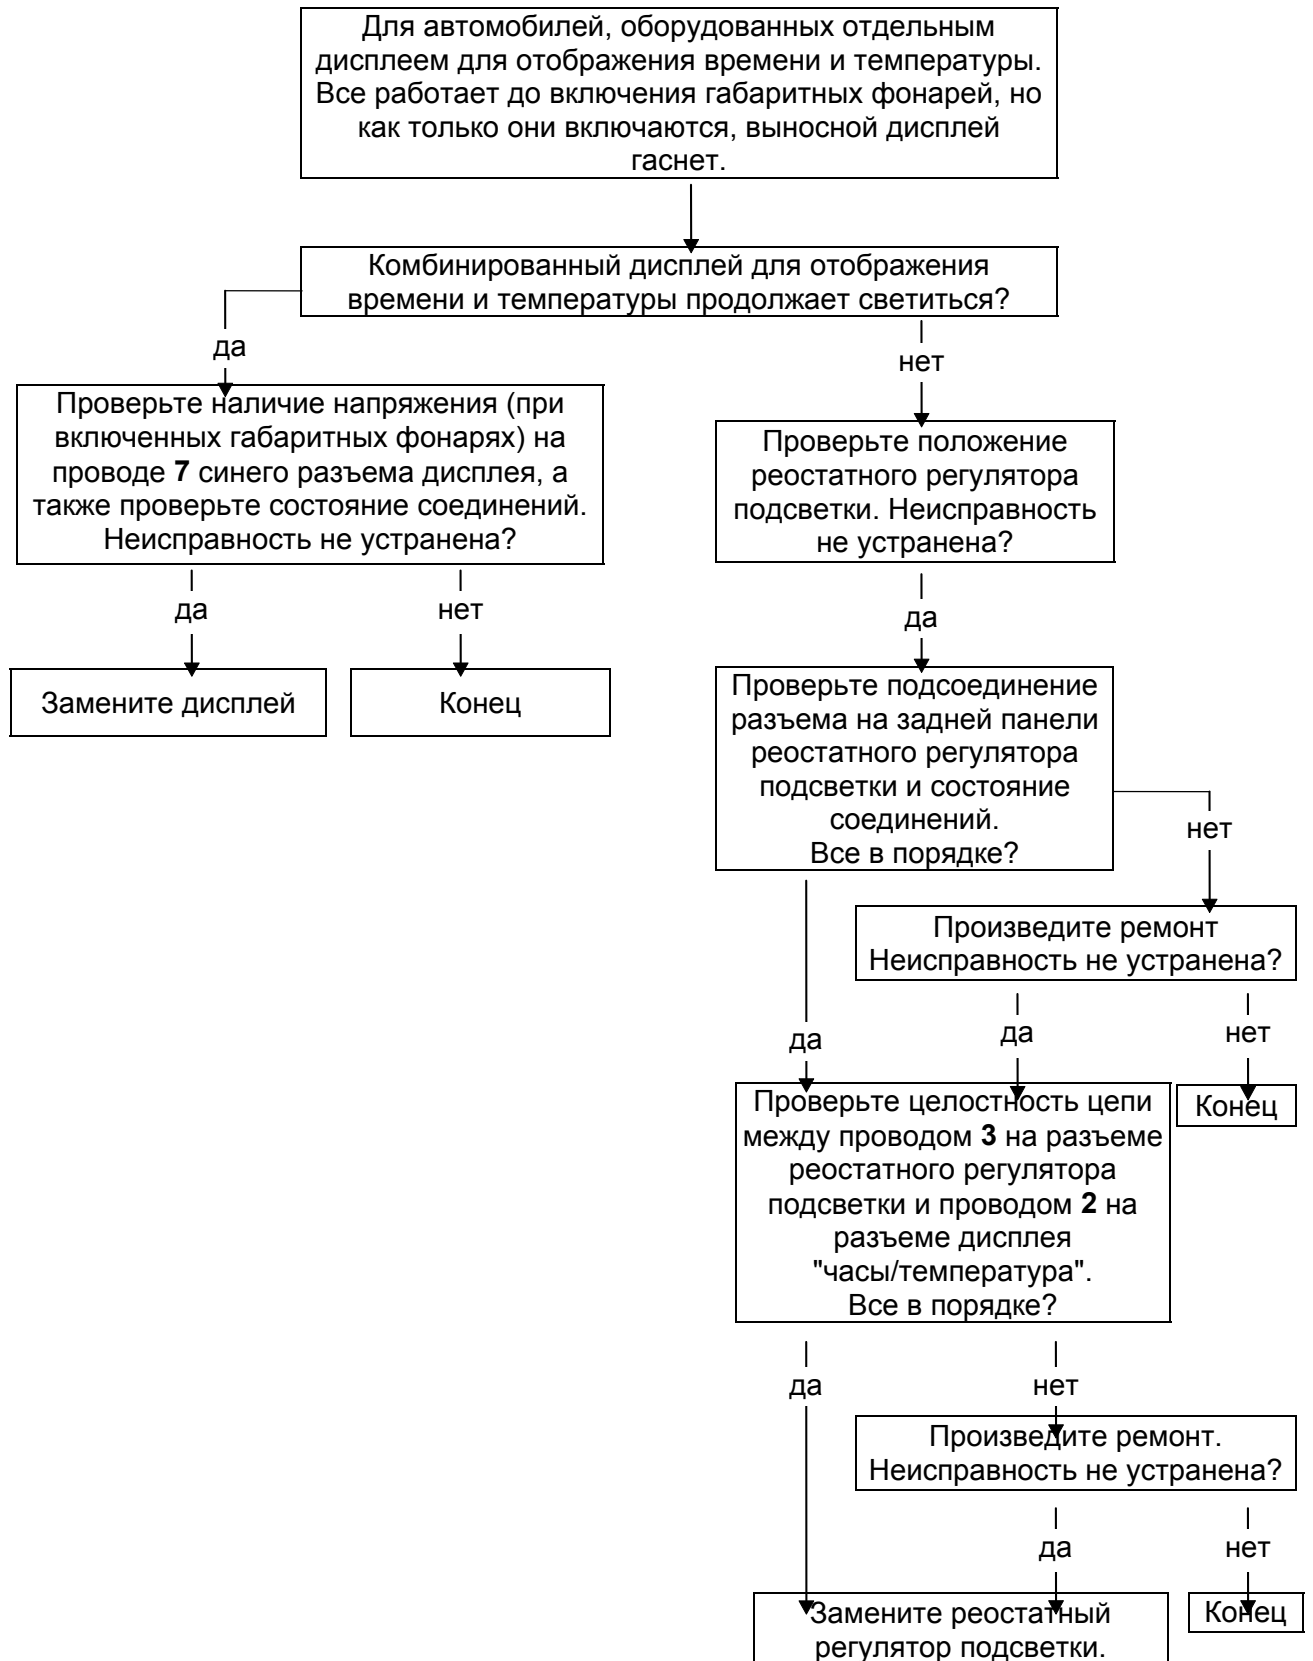 Для автомобилей, оборудованных отдельным
дисплеем для отображения времени и температуры.
Все работает до включения габаритных фонарей, но
как только они включаются, выносной дисплей
гаснет.
Комбинированный дисплей для отображения
времени и температуры продолжает светиться?
да
нет
Проверьте наличие напряжения (при
включенных габаритных фонарях) на
проводе 7 синего разъема дисплея, а
также проверьте состояние соединений.
Неисправность не устранена?
да
нет
Замените дисплей
Конец
Проверьте положение
реостатного регулятора
подсветки. Неисправность
не устранена?
да
Проверьте подсоединение
разъема на задней панели
реостатного регулятора
подсветки и состояние
соединений.
Все в порядке?
нет
Произведите ремонт
Неисправность не устранена?
да
да
нет
Проверьте целостность цепи
между проводом 3 на разъеме
реостатного регулятора
подсветки и проводом 2 на
разъеме дисплея
"часы/температура".
Все в порядке?
Конец
да
нет
Произведите ремонт.
Неисправность не устранена?
да
нет
Замените реостатный
регулятор подсветки.
Конец